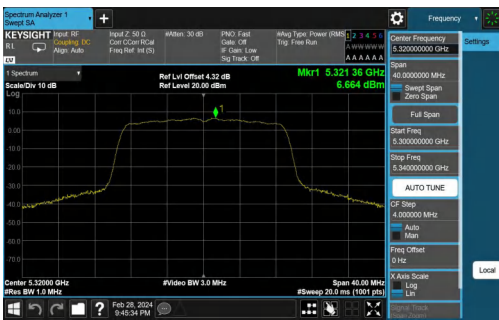 Spectrum Analyzer 1
Swept SA
+
Frequency
KEYSIGHT
Input: RF
Input Z: 50 Ω
#Atten: 30 dB
PNO: Fast
#Avg Type: Power (RMS
1 2 3 4 5 6
RL
Coupling: DC
Corr CCorr RCal
Gate: Off
Trig: Free Run
A W W W W W
Align: Auto
Freq Ref: Int (S)
IF Gain: Low
A A A A A A
Sig Track: Off
LV
1 Spectrum
Ref Lvl Offset 4.32 dB
Mkr1 5.321 36 GHz
Scale/Div 10 dB
Ref Level 20.00 dBm
6.664 dBm
Log
1
10.0
0.00
-10.0
-20.0
-30.0
-40.0
-50.0
-60.0
-70.0
Center 5.32000 GHz
#Video BW 3.0 MHz
Span 40.00 MHz
#Res BW 1.0 MHz
#Sweep 20.0 ms (1001 pts)
Center Frequency
5.320000000 GHz
Settings
Span
40.0000000 MHz
Swept Span
Zero Span
Full Span
Start Freq
5.300000000 GHz
Stop Freq
5.340000000 GHz
AUTO TUNE
CF Step
4.000000 MHz
Auto
Man
Freq Offset
0 Hz
X Axis Scale
Log
Lin
Local
Signal Track
?
Feb 28, 2024
9:45:34 PM